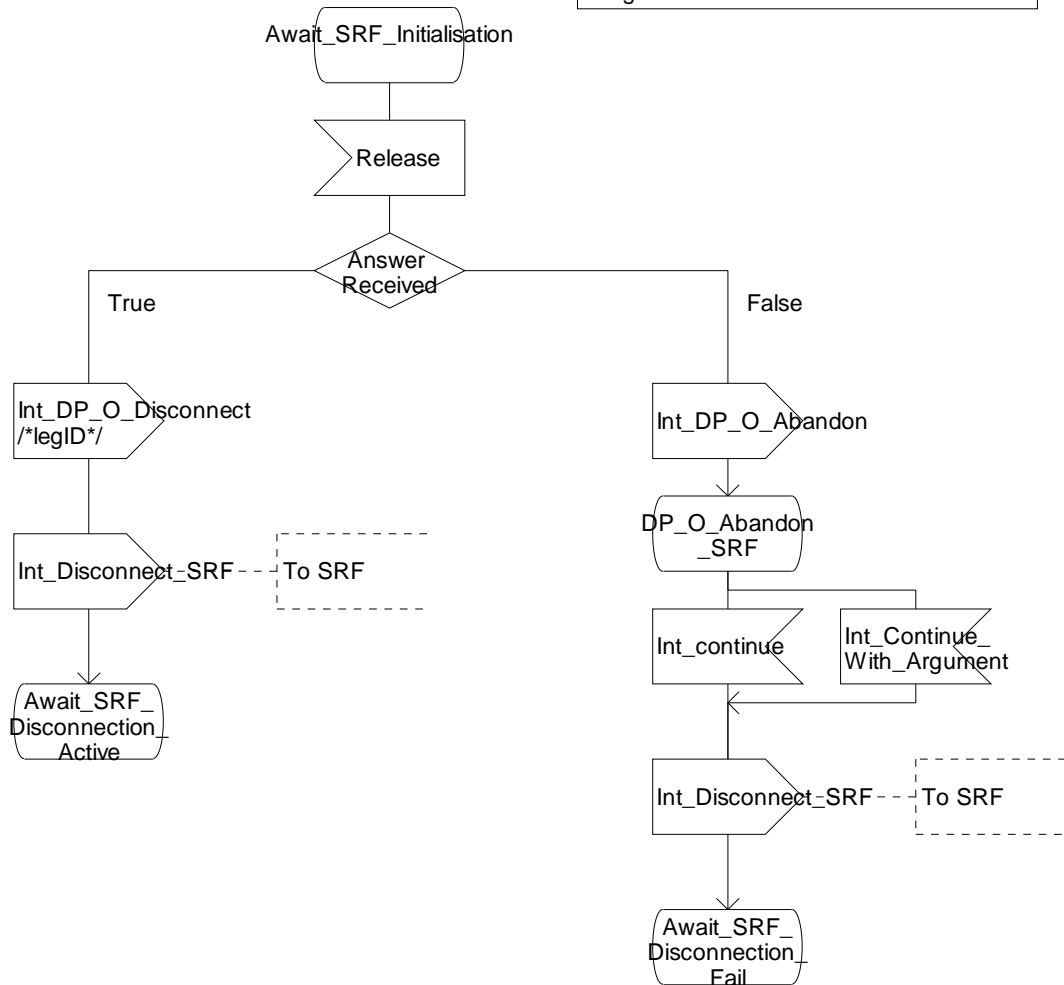 Await_SRF_Initialisation
Release
Answer
Received
True
False
Int_DP_O_Disconnect
/*legID*/
Int_DP_O_Abandon
DP_O_Abandon
_SRF
Int_Disconnect_SRF
To SRF
Int_continue
Int_Continue_
With_Argument
Await_SRF_
Disconnection_
Active
Int_Disconnect_SRF
To SRF
Await_SRF_
Disconnection_
Fail